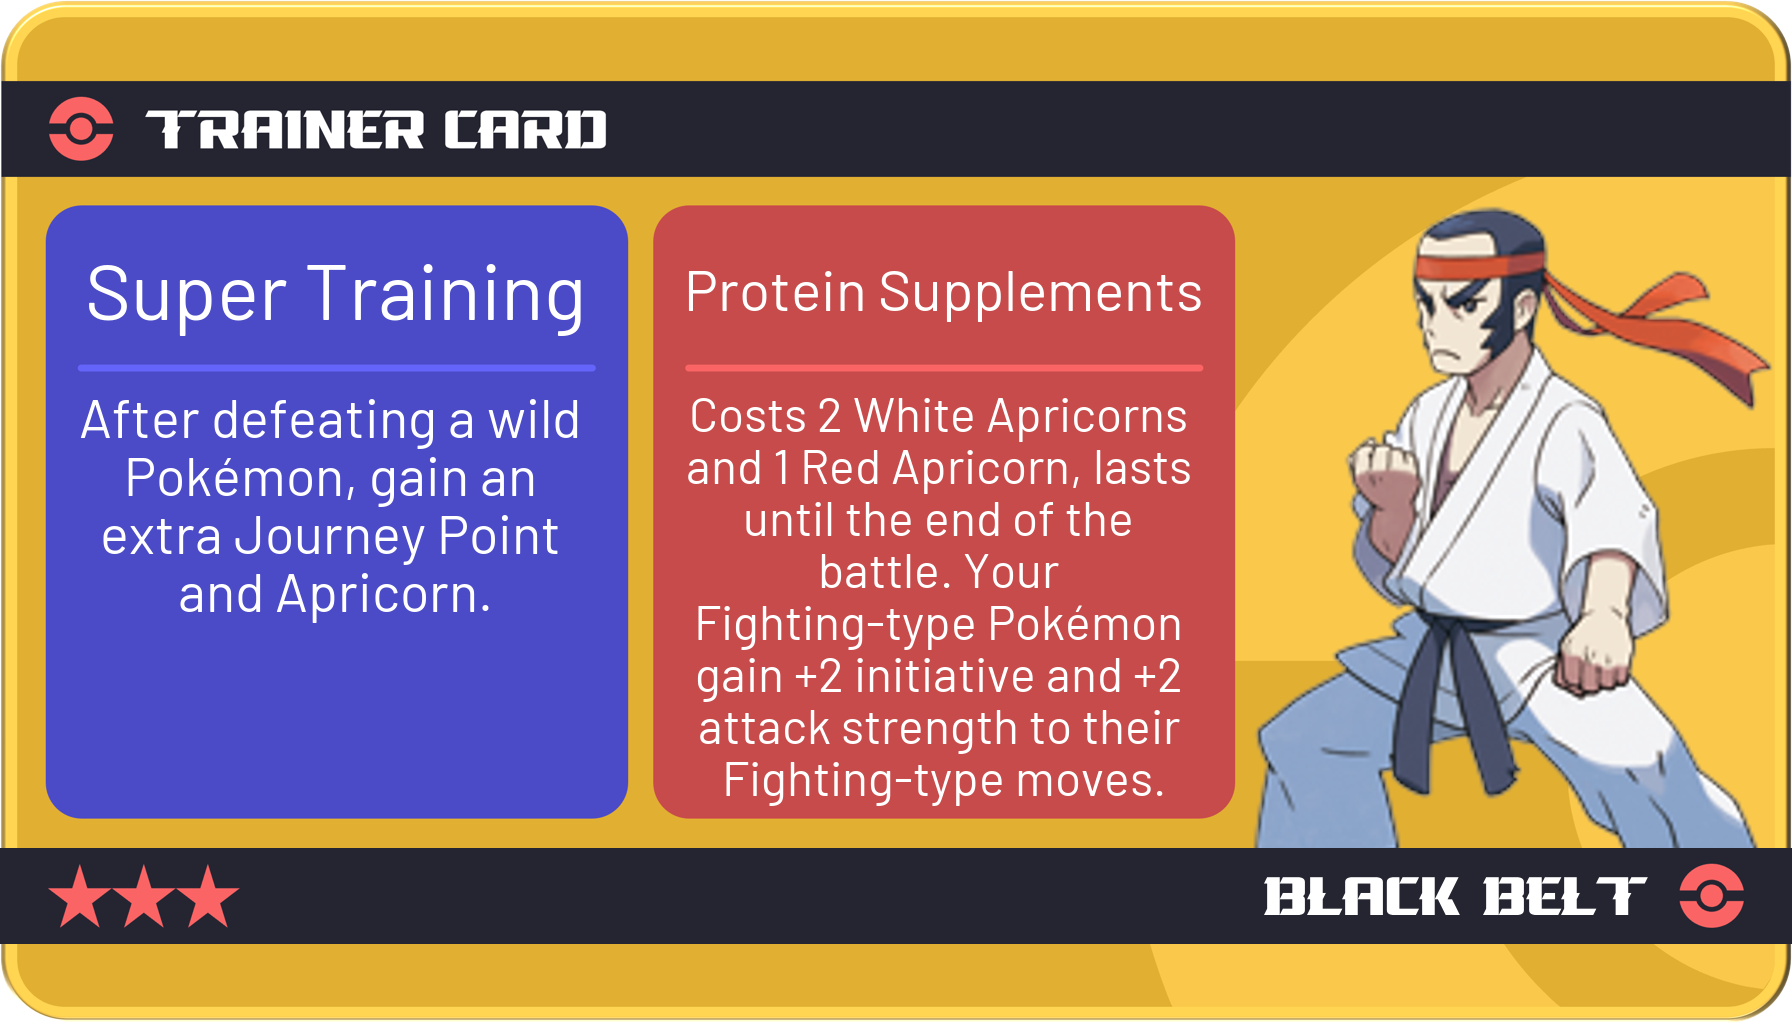 TRAINER CARD
Super Training
After defeating a wild
Pokémon, gain an
extra Journey Point
and Apricorn.
Protein Supplements
Costs 2 White Apricorns
and 1 Red Apricorn, lasts
until the end of the
battle. Your
Fighting-type Pokémon
gain +2 initiative and +2
attack strength to their
Fighting-type moves.
BLACK BELT